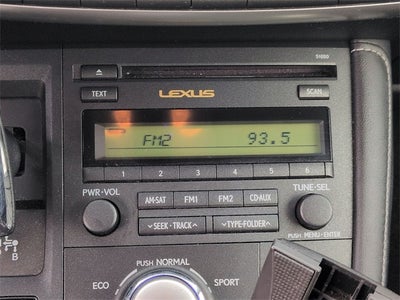 51850
TEXT
LEXUS
SCAN
FM2 93.5
1 2 3 4 5 6
PWR·VOL
AM·SAT FM1 FM2 CD·AUX
TUNE·SEL
SEEK·TRACK
TYPE·FOLDER
PUSH MENU·ENTER
PUSH NORMAL
ECO
SPORT
B